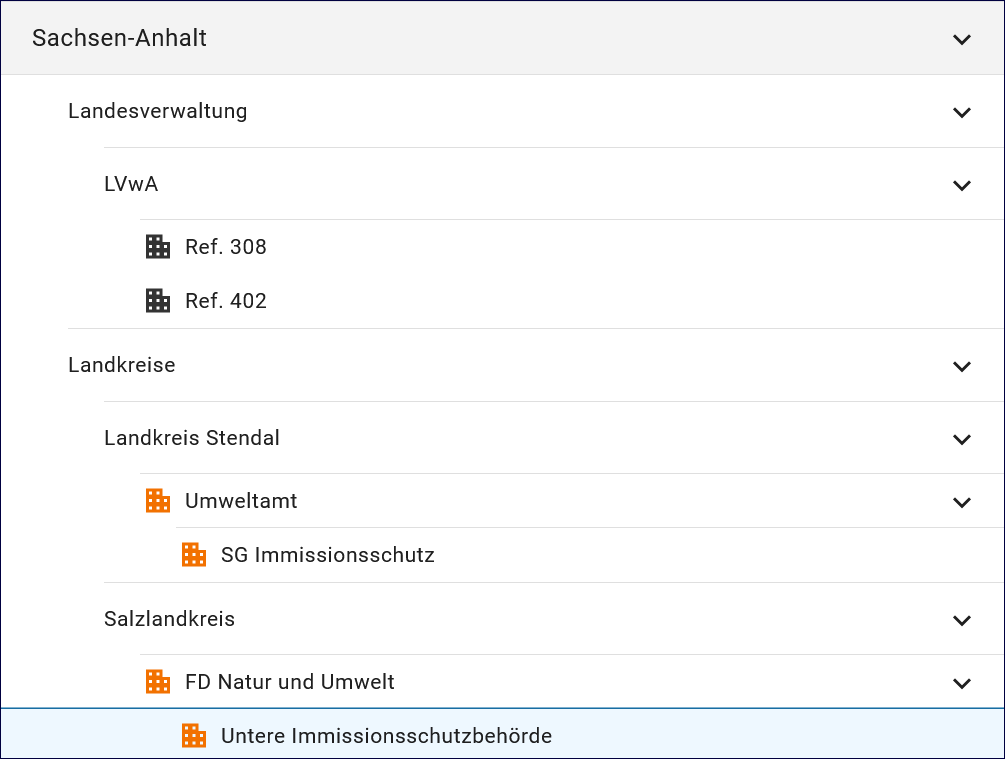 Sachsen-Anhalt
Landesverwaltung
LVwA
Ref. 308
Ref. 402
Landkreise
Landkreis Stendal
Umweltamt
SG Immissionsschutz
Salzlandkreis
FD Natur und Umwelt
Untere Immissionsschutzbehörde